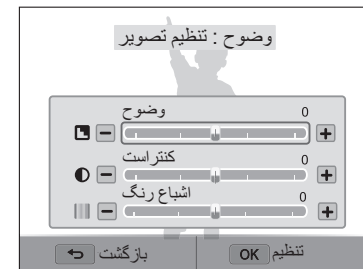 وضوح : تنظیم تصویر
وضوح 0
کنتراست 0
اشباع رنگ 0
تنظیم OK
بازگشت